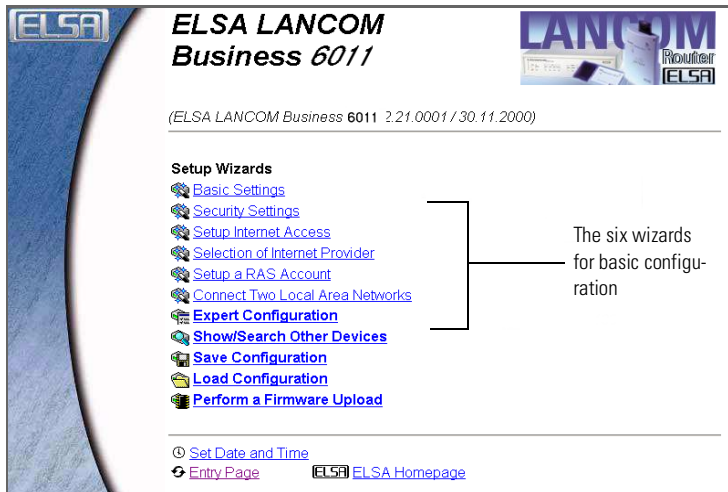 ELSA
ELSA LANCOM
Business 6011
LANCOM
Router
ELSA
(ELSA LANCOM Business 6011 2.21.0001 / 30.11.2000)
Setup Wizards
Basic Settings
Security Settings
Setup Internet Access
Selection of Internet Provider
Setup a RAS Account
Connect Two Local Area Networks
Expert Configuration
Show/Search Other Devices
Save Configuration
Load Configuration
Perform a Firmware Upload
The six wizards
for basic configu-
ration
Set Date and Time
Entry Page
ELSA ELSA Homepage